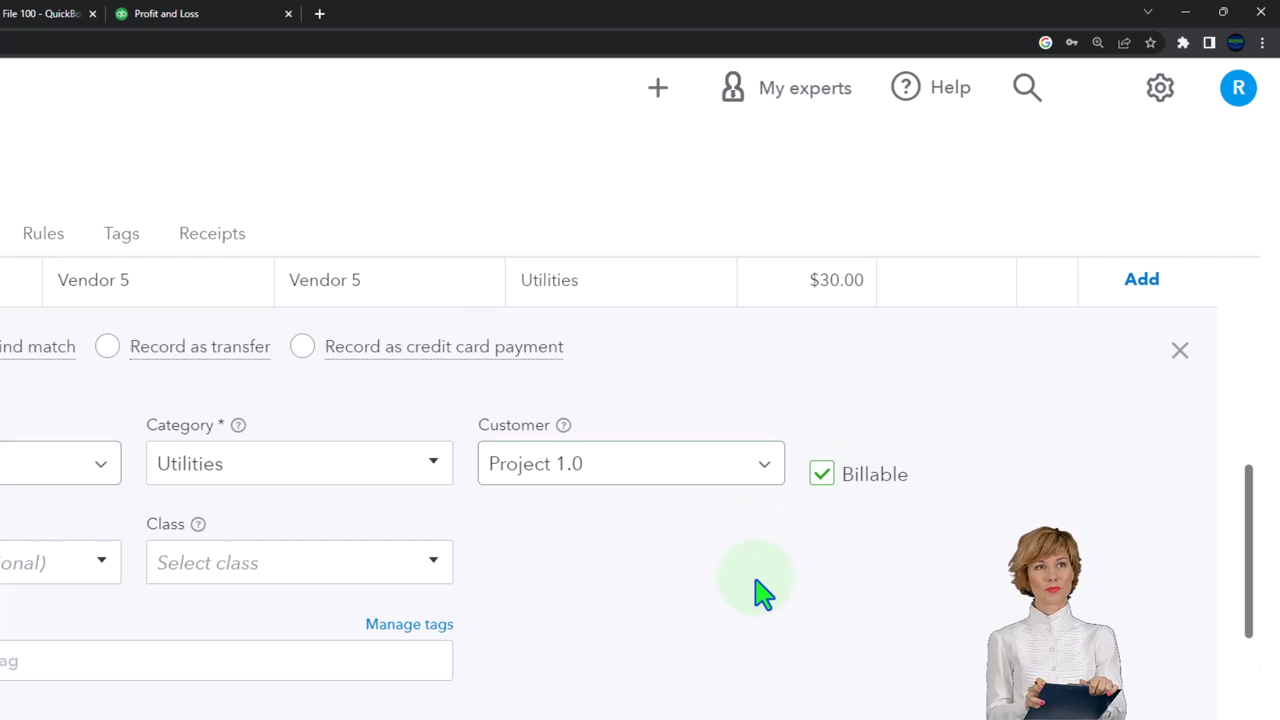 File 100 - QuickBo
Profit and Loss
My experts
? Help
R
Rules Tags Receipts
Vendor 5 Vendor 5 Utilities $30.00 Add
ind match Record as transfer Record as credit card payment
Category * ? Customer ?
Utilities Project 1.0 Billable
Class ?
ional) Select class
Manage tags
ag